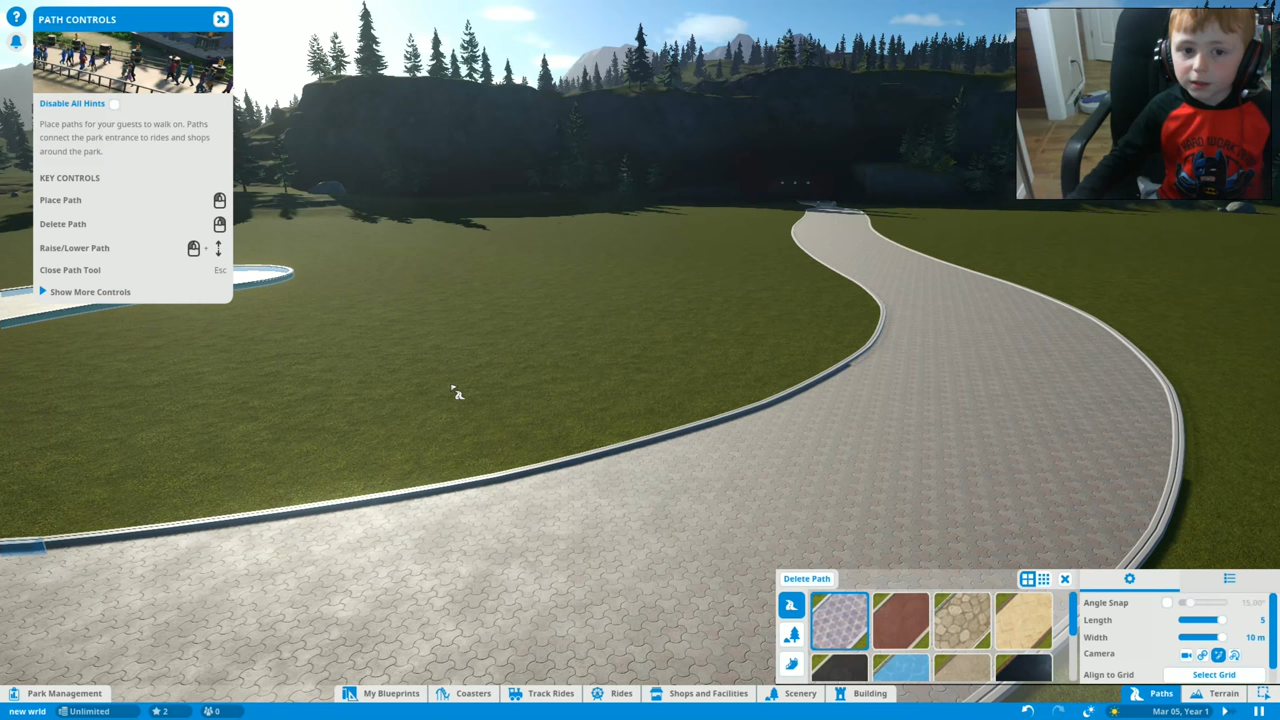 PATH CONTROLS
Disable All Hints
Place paths for your guests to walk on. Paths
connect the park entrance to rides and shops
around the park.
KEY CONTROLS
Place Path
Delete Path
Raise/Lower Path +
Close Path Tool Esc
Show More Controls
HARD WORK
Delete Path
Angle Snap 15.00°
Length 5
Width 10 m
Camera
Align to Grid Select Grid
Park Management
My Blueprints
Coasters
Track Rides
Rides
Shops and Facilities
Scenery
Building
Paths
Terrain
new world
Unlimited
2
0
Mar 05, Year 1